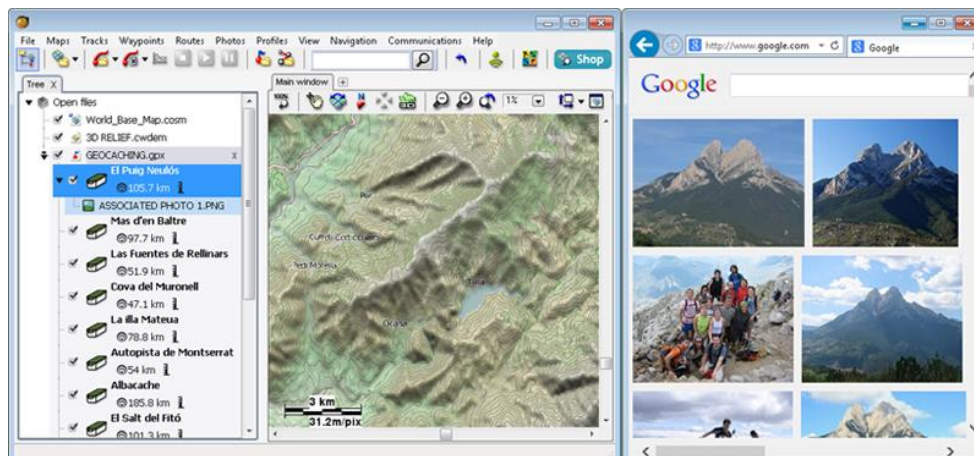 File Maps Tracks Waypoints Routes Photos Profiles View Navigation Communications Help
Shop
Tree X
Open files
World_Base_Map.cosm
3D RELIEF.cwdem
GEOCACHING.gpx x
El Puig Neulós
105.7 km
ASSOCIATED PHOTO 1.PNG
Mas d'en Baltre
97.7 km
Las Fuentes de Rellinars
51.9 km
Cova del Muronell
47.1 km
La illa Mateua
78.8 km
Autopista de Montserrat
54 km
Albacache
185.8 km
El Salt del Fitó
101.3 km
Main window
100%
1%
Ocaña
3 km
31.2m/pix
http://www.google.com
Google
Google